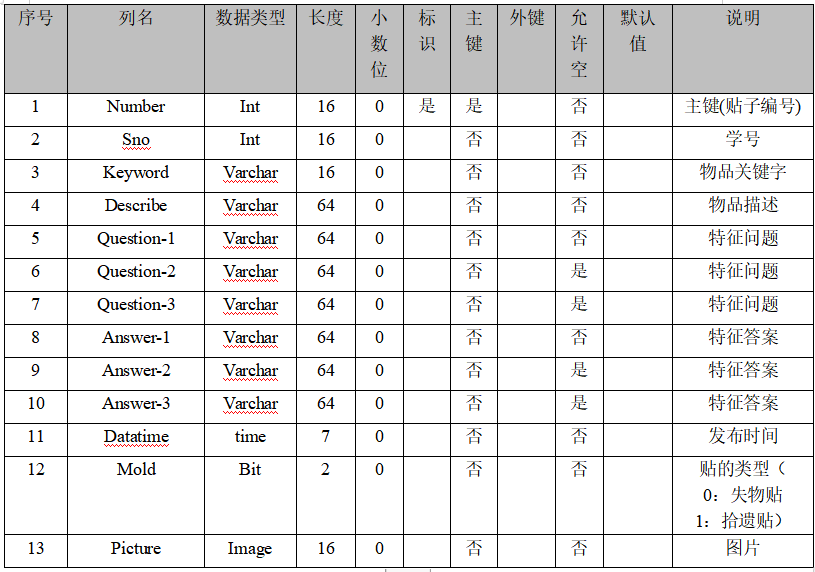 序号 列名 数据类型 长度 小数位 标识 主键 外键 允许空 默认值 说明
1 Number Int 16 0 是 是 否 主键(贴子编号)
2 Sno Int 16 0 否 否 学号
3 Keyword Varchar 16 0 否 否 物品关键字
4 Describe Varchar 64 0 否 否 物品描述
5 Question-1 Varchar 64 0 否 否 特征问题
6 Question-2 Varchar 64 0 否 是 特征问题
7 Question-3 Varchar 64 0 否 是 特征问题
8 Answer-1 Varchar 64 0 否 否 特征答案
9 Answer-2 Varchar 64 0 否 是 特征答案
10 Answer-3 Varchar 64 0 否 是 特征答案
11 Datatime time 7 0 否 否 发布时间
12 Mold Bit 2 0 否 否 贴的类型（
0：失物贴
1：拾遗贴）
13 Picture Image 16 0 否 否 图片